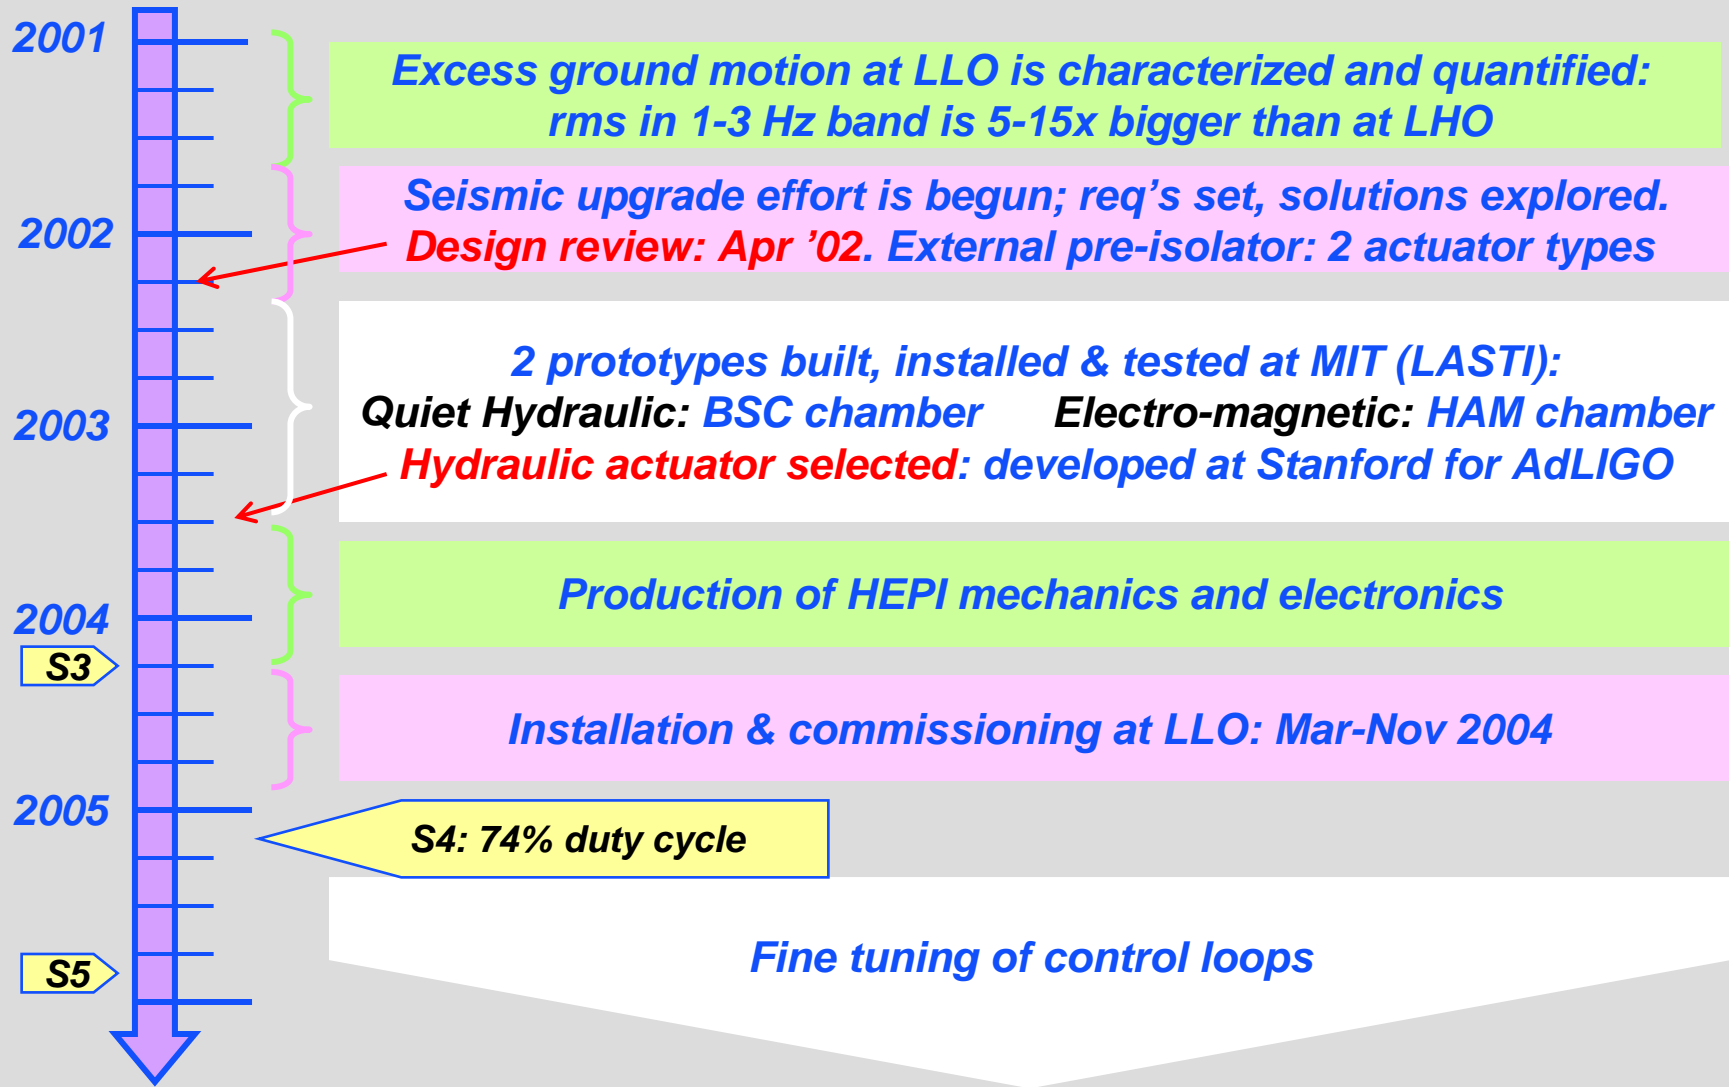 2001
Excess ground motion at LLO is characterized and quantified:
rms in 1-3 Hz band is 5-15x bigger than at LHO
Seismic upgrade effort is begun; req's set, solutions explored.
2002
Design review: Apr ’02. External pre-isolator: 2 actuator types
2 prototypes built, installed & tested at MIT (LASTI):
Quiet Hydraulic: BSC chamber Electro-magnetic: HAM chamber
2003
Hydraulic actuator selected: developed at Stanford for AdLIGO
Production of HEPI mechanics and electronics
2004
S3
Installation & commissioning at LLO: Mar-Nov 2004
2005
S4: 74% duty cycle
Fine tuning of control loops
S5